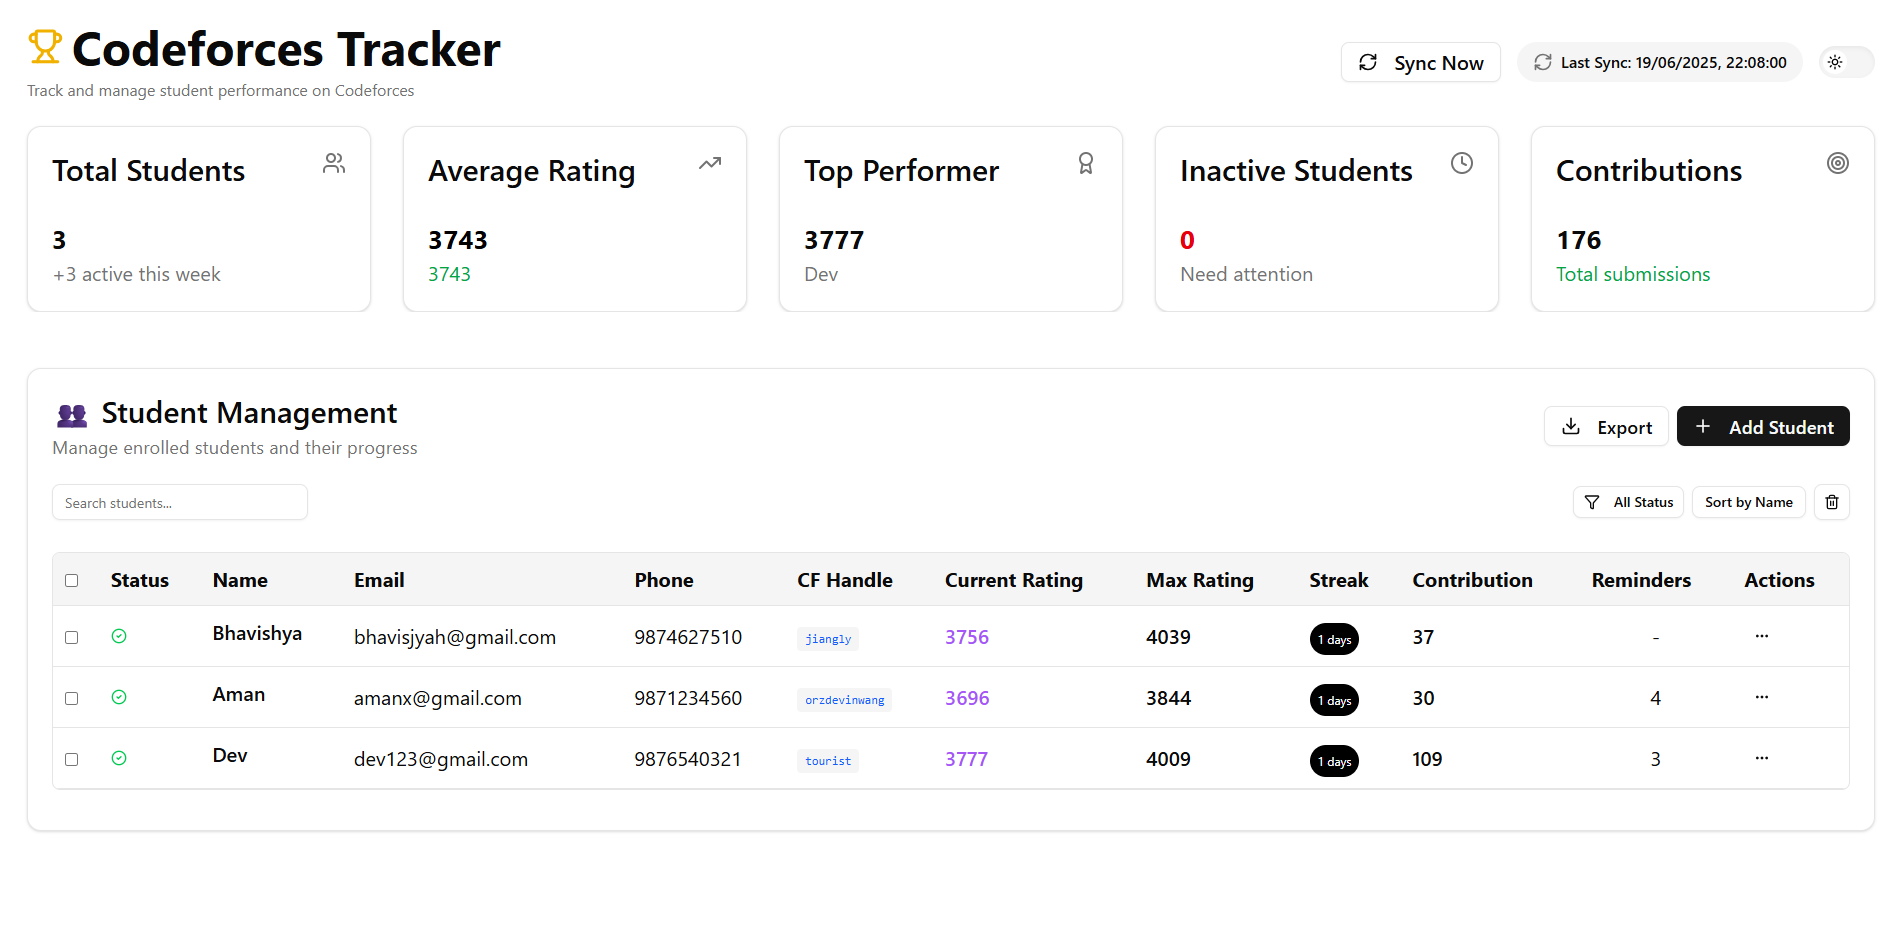 Codeforces Tracker
Track and manage student performance on Codeforces
Sync Now
Last Sync: 19/06/2025, 22:08:00
Total Students
3
+3 active this week
Average Rating
3743
3743
Top Performer
3777
Dev
Inactive Students
0
Need attention
Contributions
176
Total submissions
Student Management
Manage enrolled students and their progress
Export
+ Add Student
Search students...
All Status
Sort by Name
Status Name Email Phone CF Handle Current Rating Max Rating Streak Contribution Reminders Actions
Bhavishya bhavisjyah@gmail.com 9874627510 jiangly 3756 4039 1 days 37 - ...
Aman amanx@gmail.com 9871234560 orzdevinwang 3696 3844 1 days 30 4 ...
Dev dev123@gmail.com 9876540321 tourist 3777 4009 1 days 109 3 ...